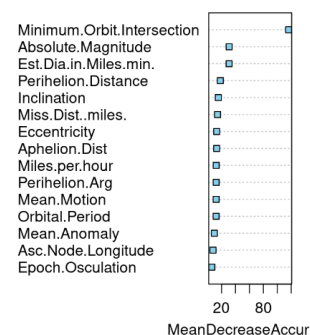 Minimum.Orbit.Intersection
Absolute.Magnitude
Est.Dia.in.Miles.min.
Perihelion.Distance
Inclination
Miss.Dist..miles.
Eccentricity
Aphelion.Dist
Miles.per.hour
Perihelion.Arg
Mean.Motion
Orbital.Period
Mean.Anomaly
Asc.Node.Longitude
Epoch.Osculation
20 80
MeanDecreaseAccur